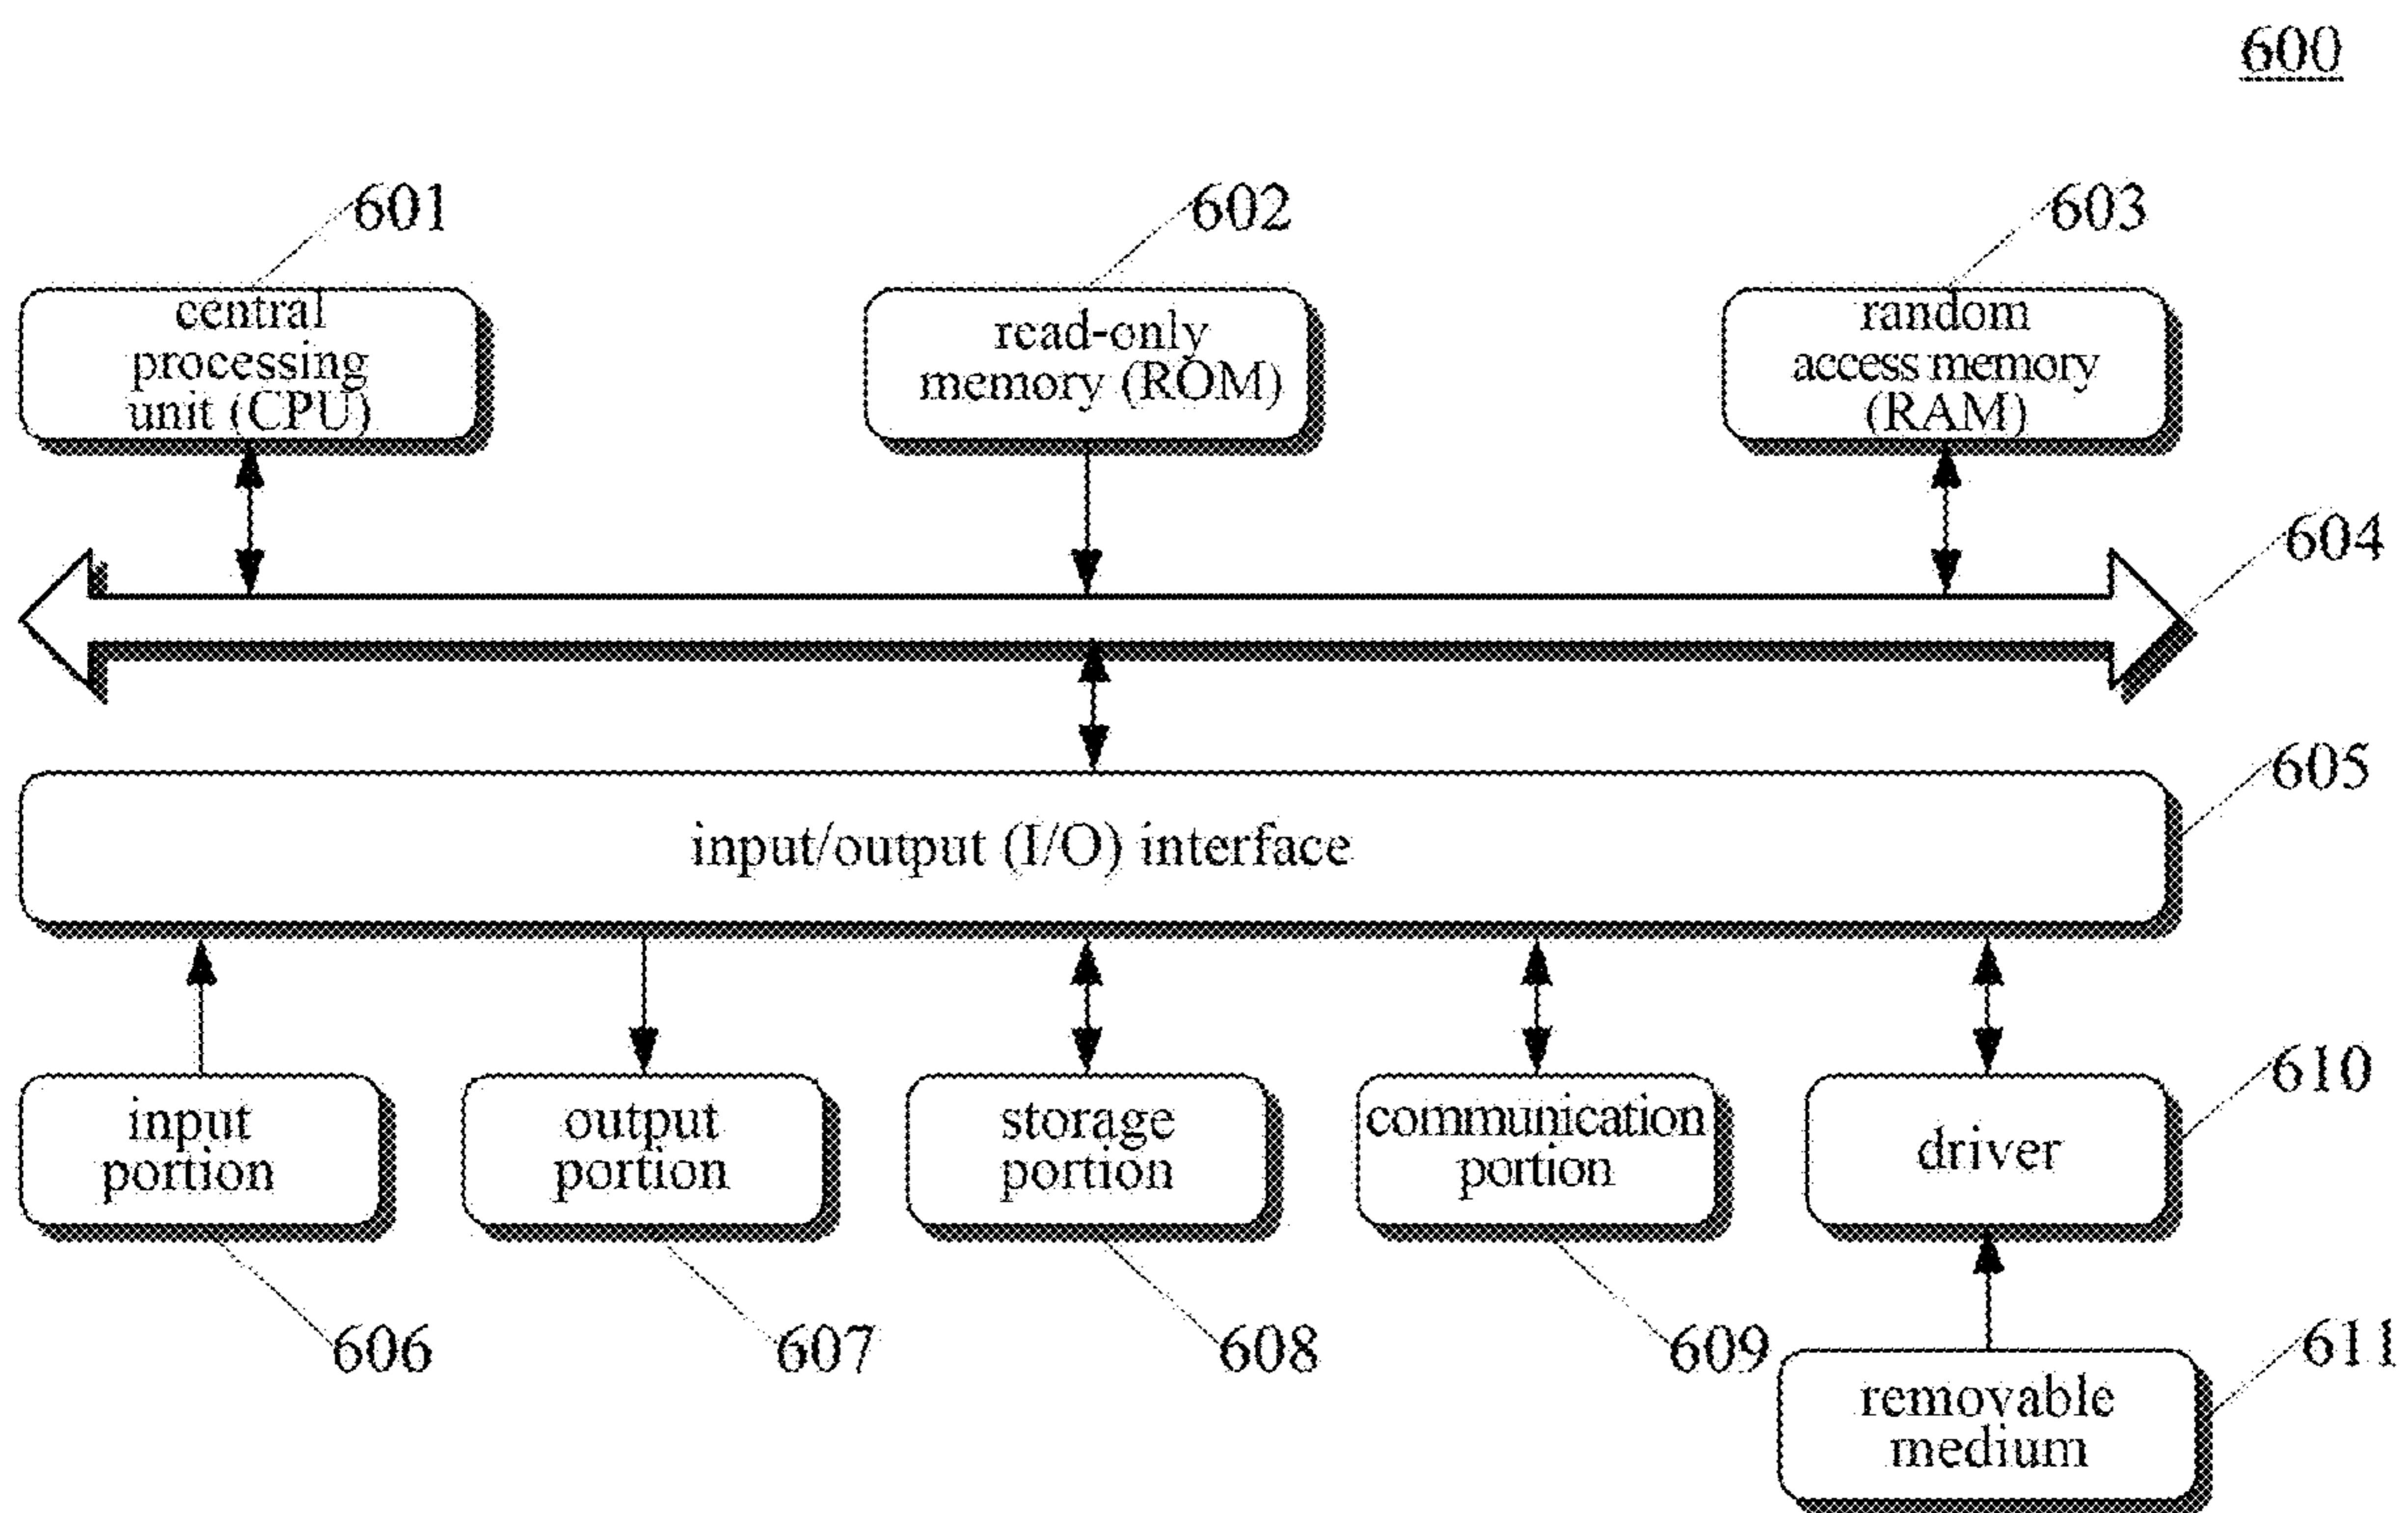 600
601
602
603
central
processing
unit (CPU)
read-only
memory (ROM)
random
access memory
(RAM)
604
605
input/output (I/O) interface
610
input
portion
output
portion
storage
portion
communication
portion
driver
606
607
608
609
611
removable
medium